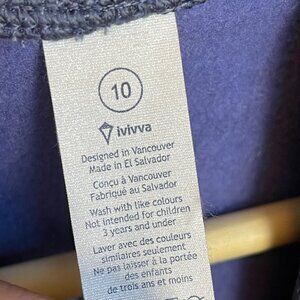 10
ivivva
Designed in Vancouver
Made in El Salvador
Conçu à Vancouver
Fabriqué au Salvador
Wash with like colours
Not intended for children
3 years and under
Laver avec des couleurs
similaires seulement
Ne pas laisser à la portée
des enfants
de trois ans et moins